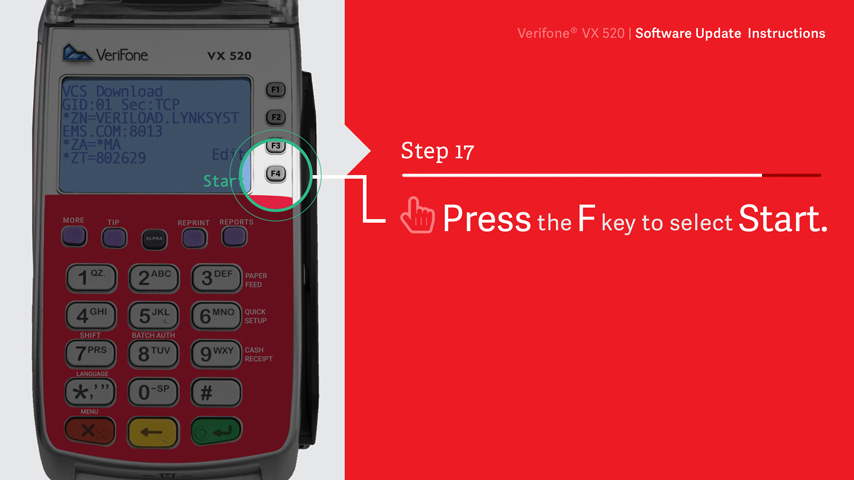 Verifone® VX 520 | Software Update Instructions
VeriFone VX 520
VCS Download
GID:01 Sec:TCP
*ZN=VERILOAD.LYNKSYST
EMS.COM:8013
*ZA=*MA
*ZT=802629 Edit
Start
F1
F2
F3
F4
Step 17
Press the F key to select Start.
MORE TIP ALPHA REPRINT REPORTS
1 QZ. 2 ABC 3 DEF PAPER FEED
4 GHI 5 JKL 6 MNO QUICK SETUP
SHIFT BATCH AUTH
7 PRS 8 TUV 9 WXY CASH RECEIPT
LANGUAGE
*,'" 0 -SP #
MENU